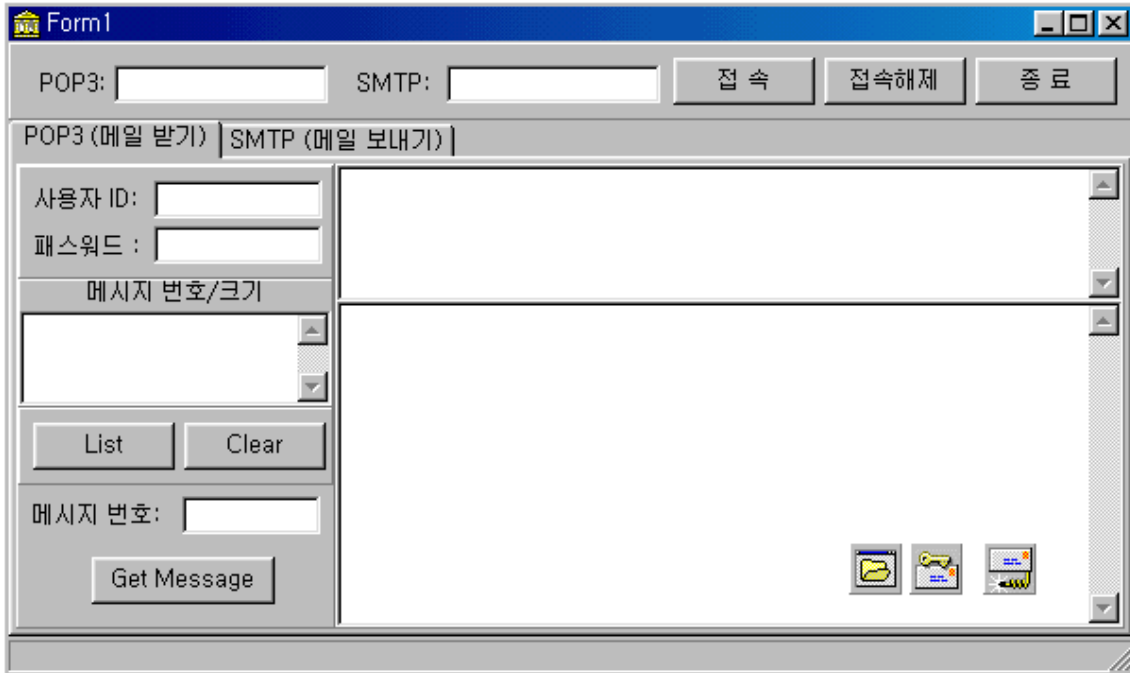 Form1
POP3: SMTP: 접 속 접속해제 종 료
POP3 (메일 받기) SMTP (메일 보내기)
사용자 ID:
패스워드 :
메시지 번호/크기
List Clear
메시지 번호:
Get Message